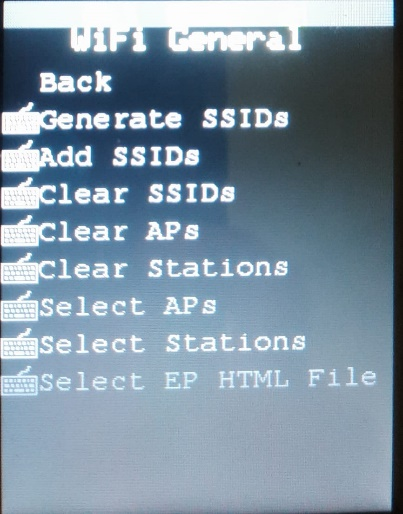 WiFi General
Back
Generate SSIDs
Add SSIDs
Clear SSIDs
Clear APs
Clear Stations
Select APs
Select Stations
Select EP HTML File